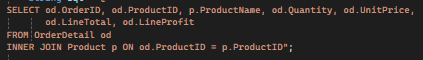 SELECT od.OrderID, od.ProductID, p.ProductName, od.Quantity, od.UnitPrice,
od.LineTotal, od.LineProfit
FROM OrderDetail od
INNER JOIN Product p ON od.ProductID = p.ProductID";